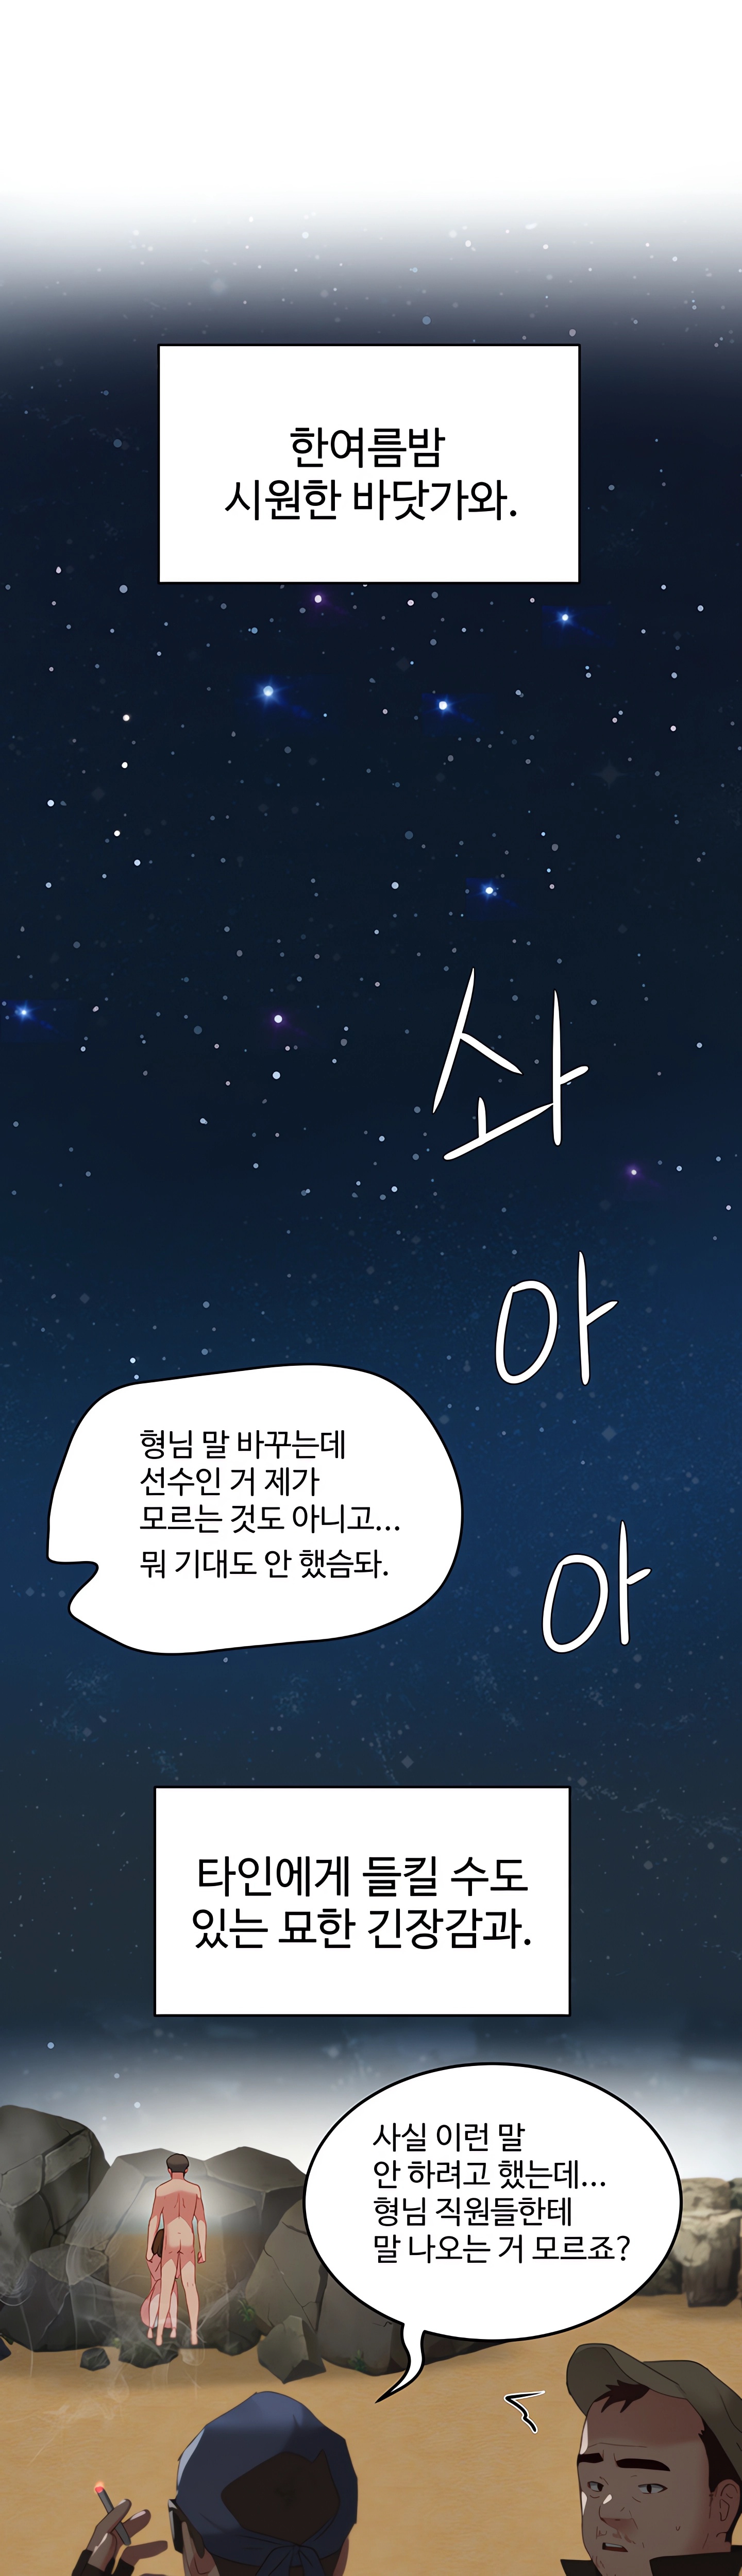 한여름밤
시원한 바닷가와.
쏴
아
형님 말 바꾸는데
선수인 거 제가
모르는 것도 아니고...
뭐 기대도 안 했슴돠.
아
타인에게 들킬 수도
있는 묘한 긴장감과.
사실 이런 말
안 하려고 했는데...
형님 직원들한테
말 나오는 거 모르죠?